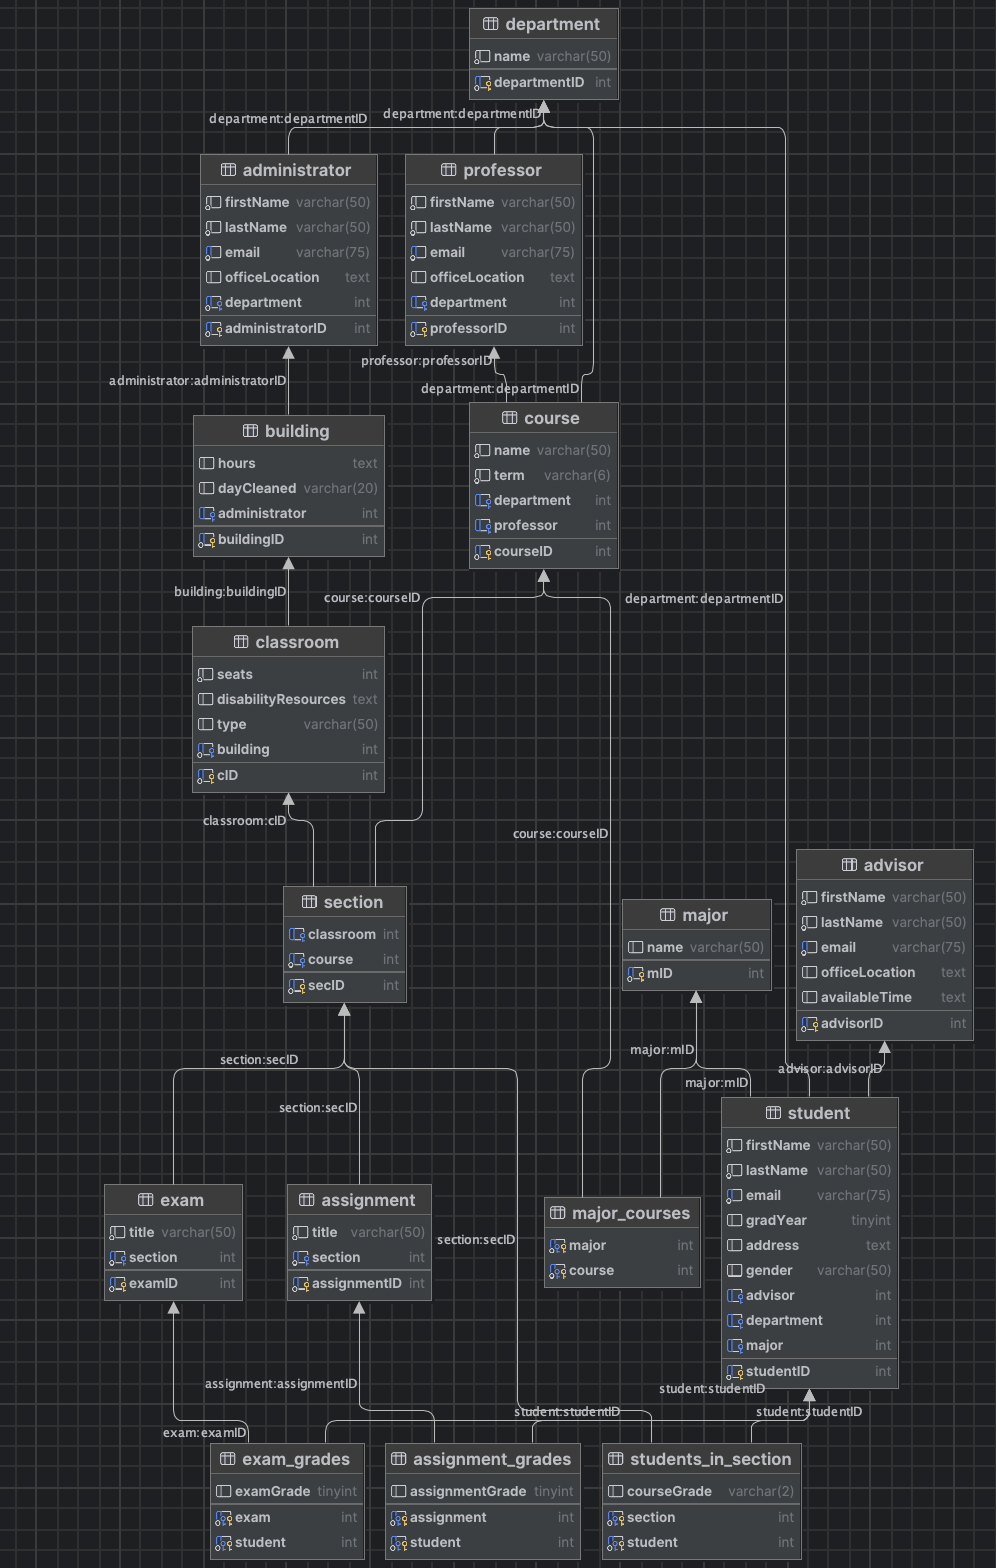 department
name varchar(50)
departmentID int
department:departmentID
department:departmentID
administrator
firstName varchar(50)
lastName varchar(50)
email varchar(75)
officeLocation text
department int
administratorID int
professor
firstName varchar(50)
lastName varchar(50)
email varchar(75)
officeLocation text
department int
professorID int
professor:professorID
administrator:administratorID
department:departmentID
building
hours text
dayCleaned varchar(20)
administrator int
buildingID int
course
name varchar(50)
term varchar(6)
department int
professor int
courseID int
building:buildingID
course:courseID
department:departmentID
classroom
seats int
disabilityResources text
type varchar(50)
building int
cID int
classroom:cID
course:courseID
section
classroom int
course int
secID int
major
name varchar(50)
mID int
advisor
firstName varchar(50)
lastName varchar(50)
email varchar(75)
officeLocation text
availableTime text
advisorID int
section:secID
major:mID
advisor:advisorID
major:mID
section:secID
student
firstName varchar(50)
lastName varchar(50)
email varchar(75)
gradYear tinyint
address text
gender varchar(50)
advisor int
department int
major int
studentID int
exam
title varchar(50)
section int
examID int
assignment
title varchar(50)
section int
assignmentID int
section:secID
major_courses
major int
course int
assignment:assignmentID
student:studentID
student:studentID
student:studentID
exam:examID
exam_grades
examGrade tinyint
exam int
student int
assignment_grades
assignmentGrade tinyint
assignment int
student int
students_in_section
courseGrade varchar(2)
section int
student int